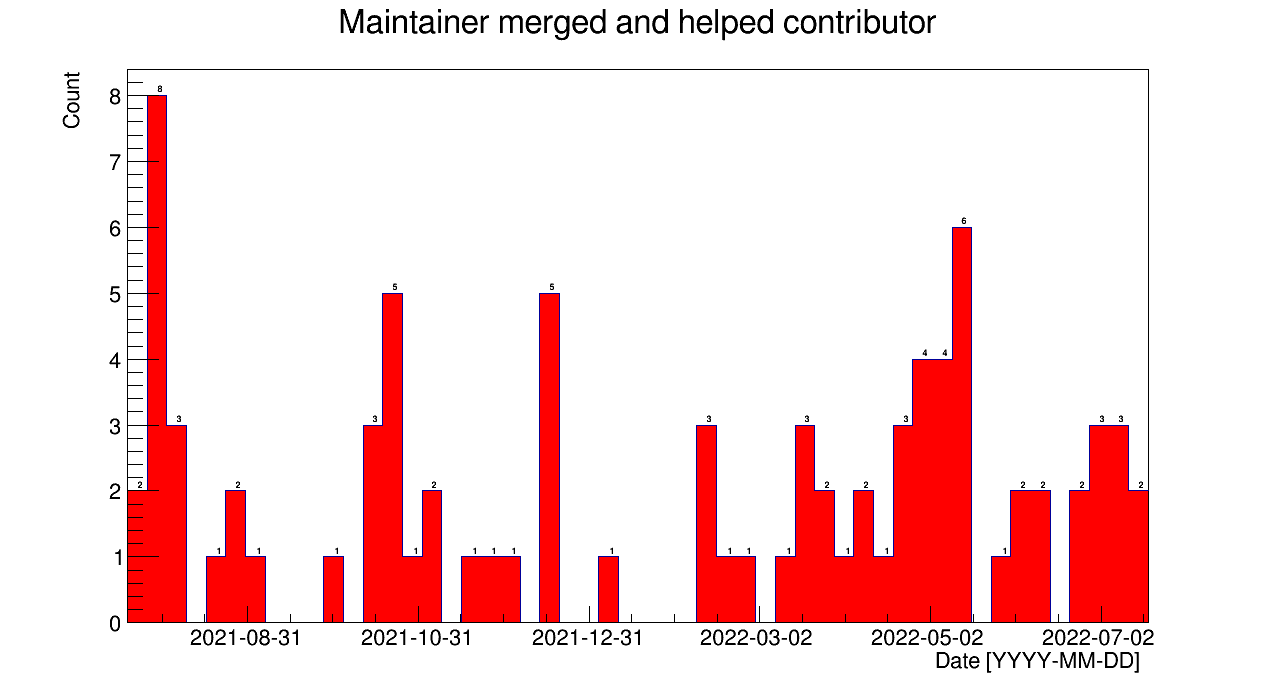 Maintainer merged and helped contributor
Count
8
7
6
5
4
3
2
1
0
2 8 3 1 2 1 1 3 5 1 2 1 1 1 5 1 3 1 1 1 3 2 1 2 1 3 4 4 6 1 2 2 2 3 3 2
2021-08-31 2021-10-31 2021-12-31 2022-03-02 2022-05-02 2022-07-02
Date [YYYY-MM-DD]